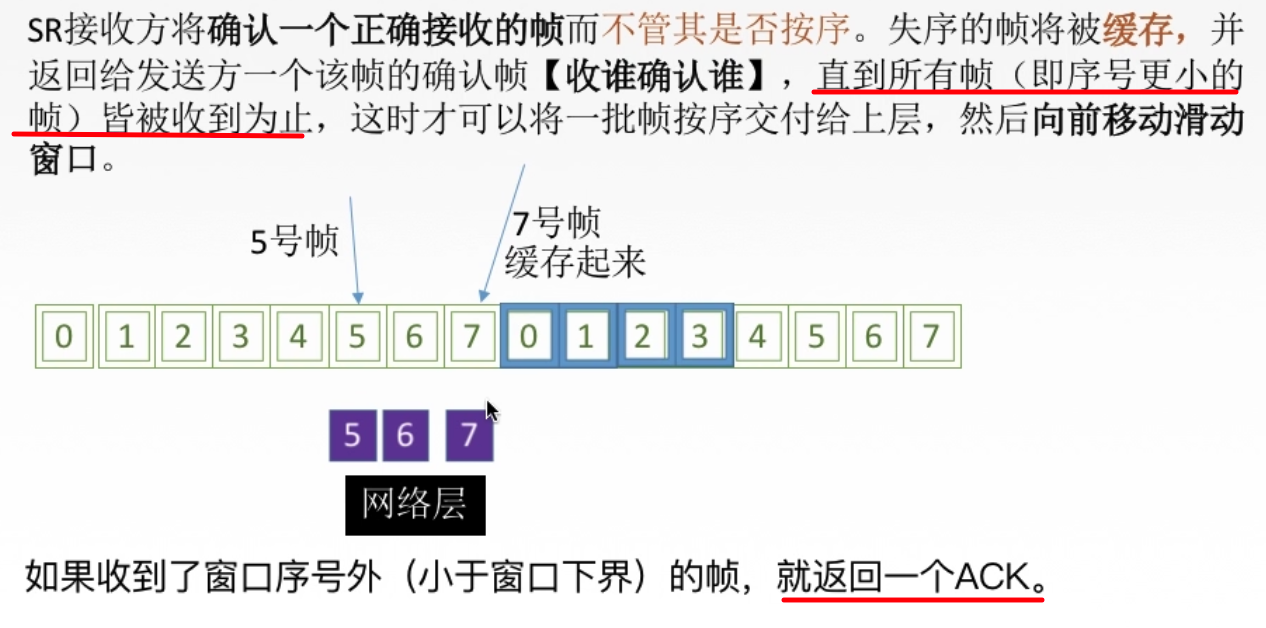 SR接收方将确认一个正确接收的帧而不管其是否按序。失序的帧将被缓存，并
返回给发送方一个该帧的确认帧【收谁确认谁】，直到所有帧（即序号更小的
帧）皆被收到为止，这时才可以将一批帧按序交付给上层，然后向前移动滑动
窗口。
5号帧
7号帧
缓存起来
0 1 2 3 4 5 6 7 0 1 2 3 4 5 6 7
5 6 7
网络层
如果收到了窗口序号外（小于窗口下界）的帧，就返回一个ACK。